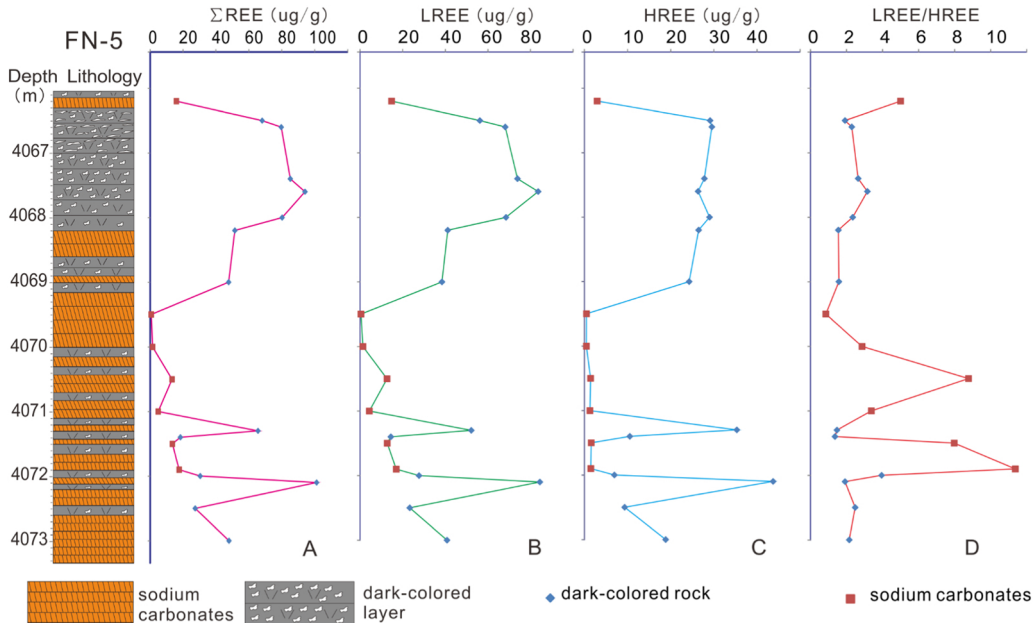 ΣREE (ug/g) LREE (ug/g) HREE (ug/g) LREE/HREE
FN-5 0 20 60 100 0 20 40 60 80 0 10 20 30 40 0 2 4 6 8 10
Depth Lithology
(m)
4067
4068
4069
4070
4071
4072
4073
A B C D
sodium carbonates
dark-colored layer
dark-colored rock
sodium carbonates